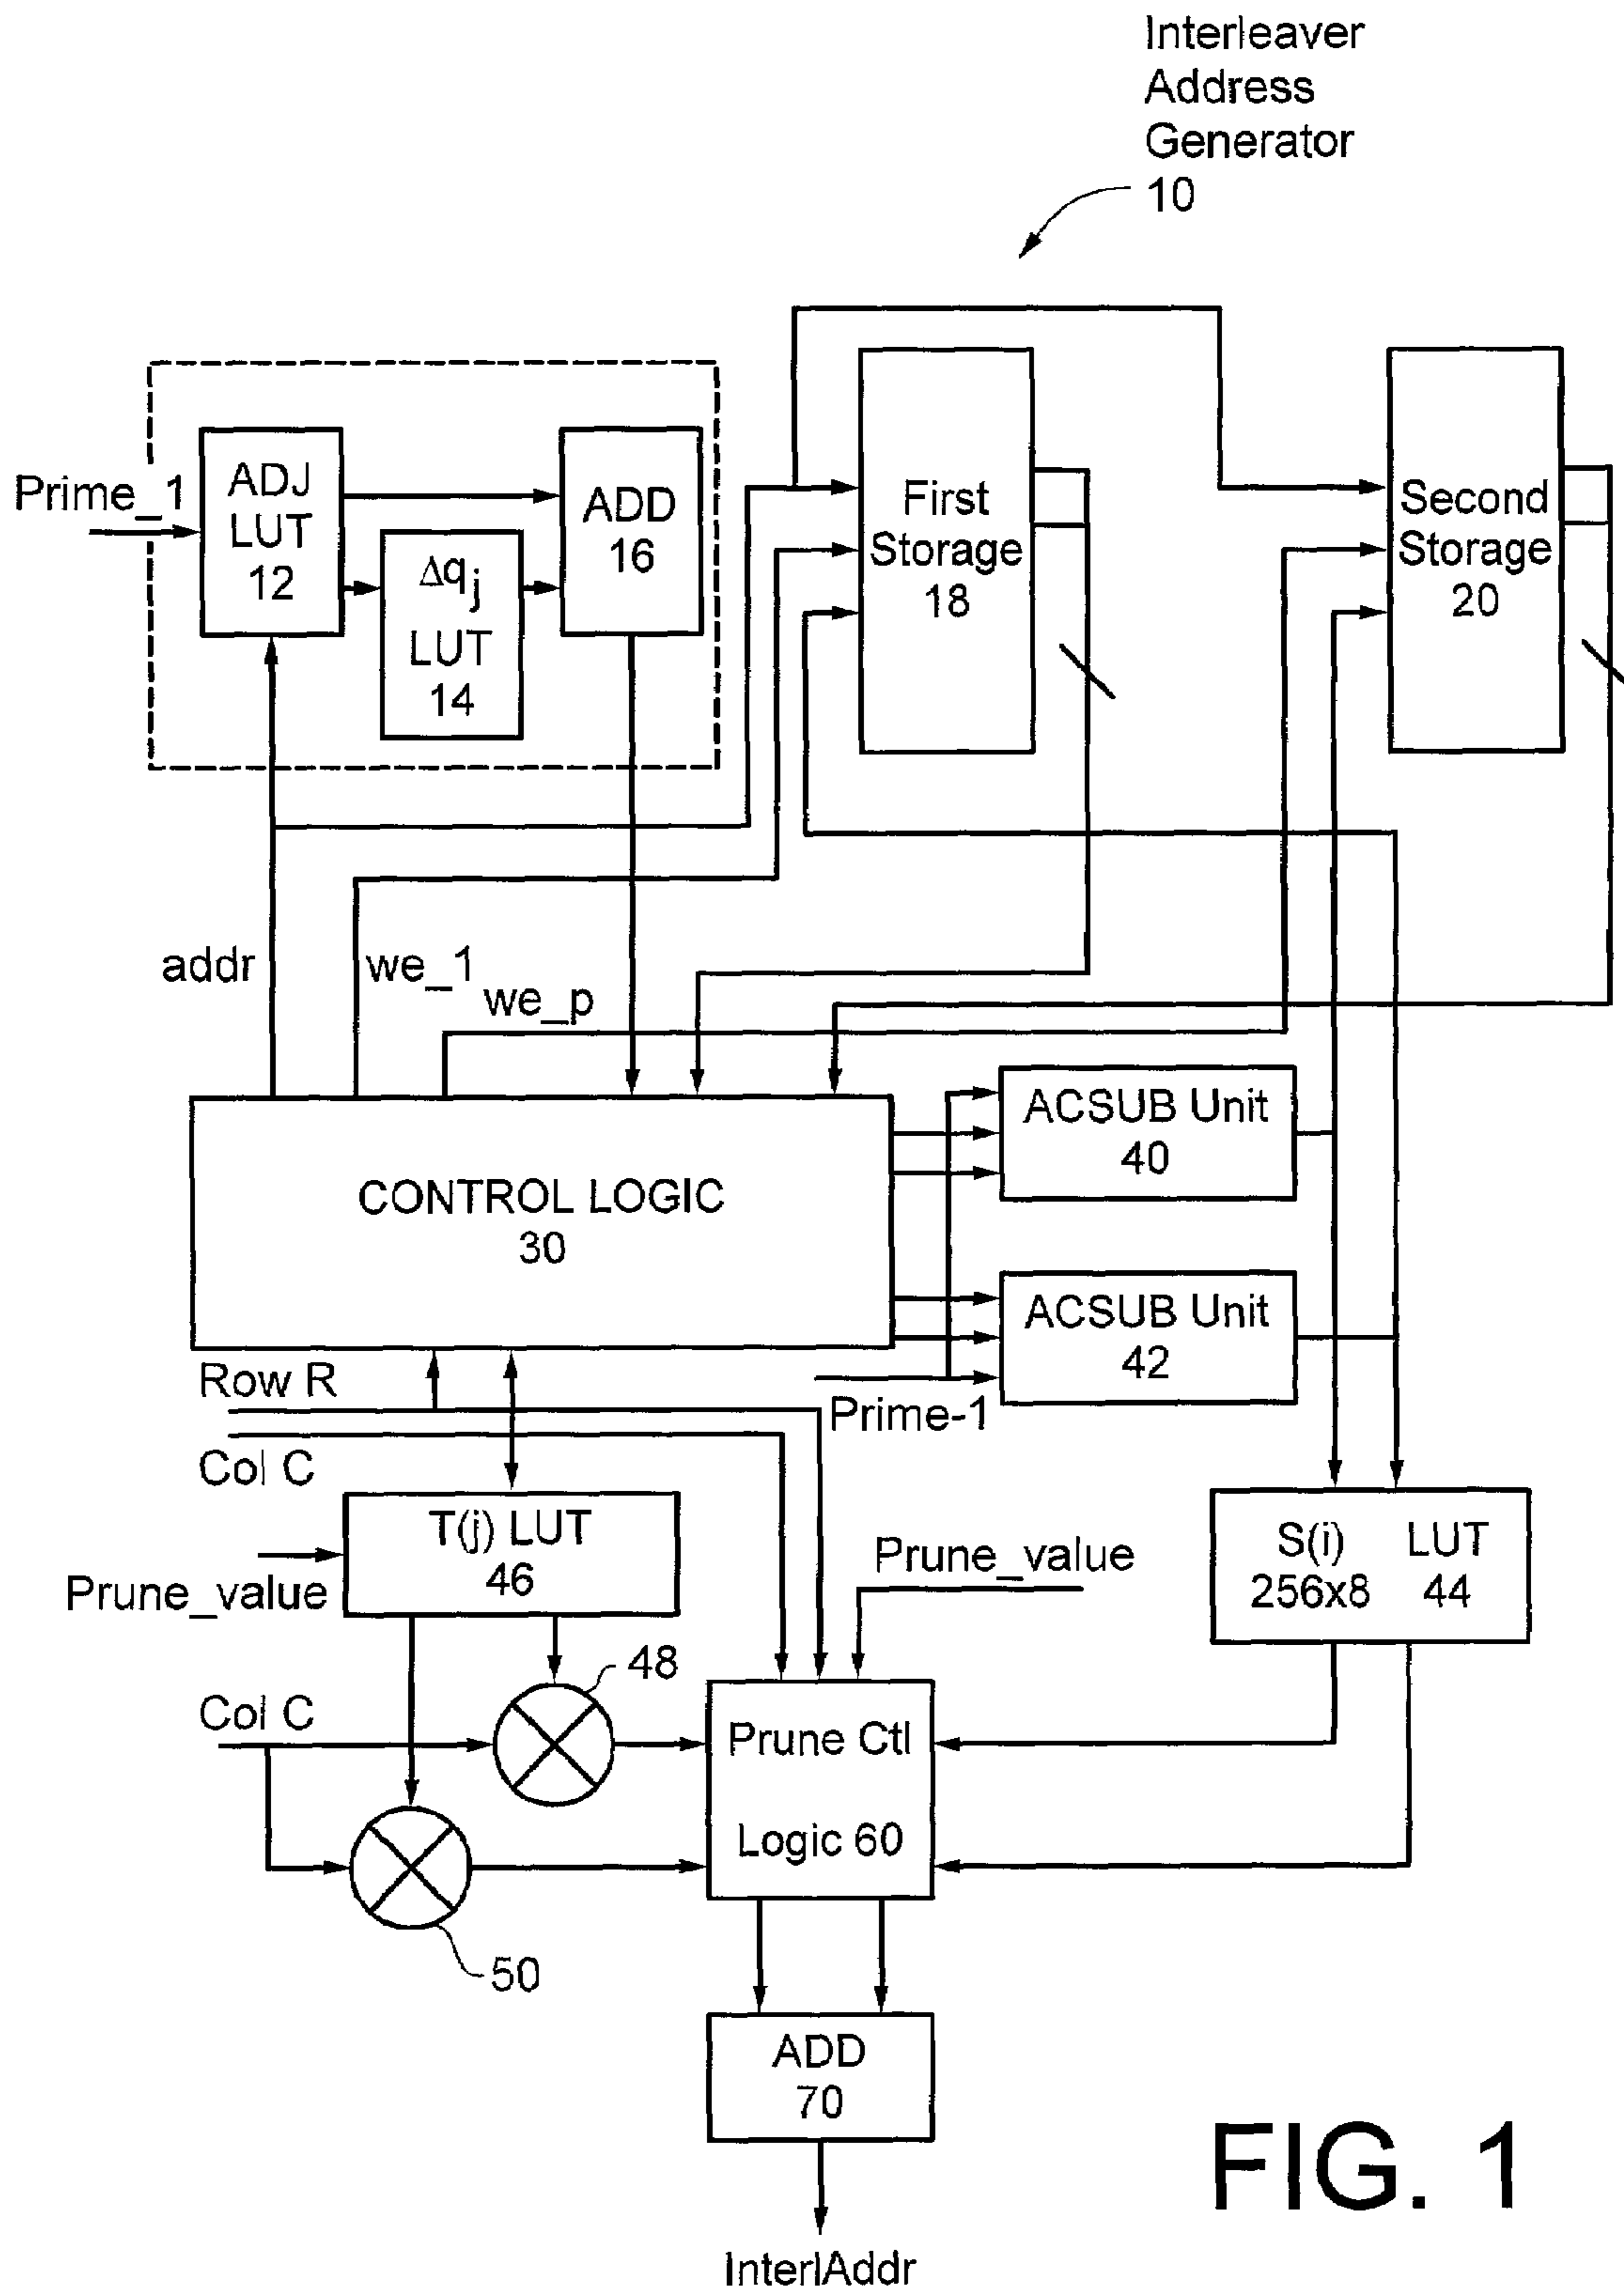 Interleaver
Address
Generator
10
Prime_1
ADJ
LUT
12
Δqj
LUT
14
ADD
16
First
Storage
18
Second
Storage
20
addr
we_1
we_p
CONTROL LOGIC
30
ACSUB Unit
40
ACSUB Unit
42
Row R
Col C
Prime-1
T(j) LUT
46
Prune_value
Prune_value
S(i) LUT
256x8 44
48
Col C
Prune Ctl
Logic 60
50
ADD
70
InterlAddr
FIG. 1